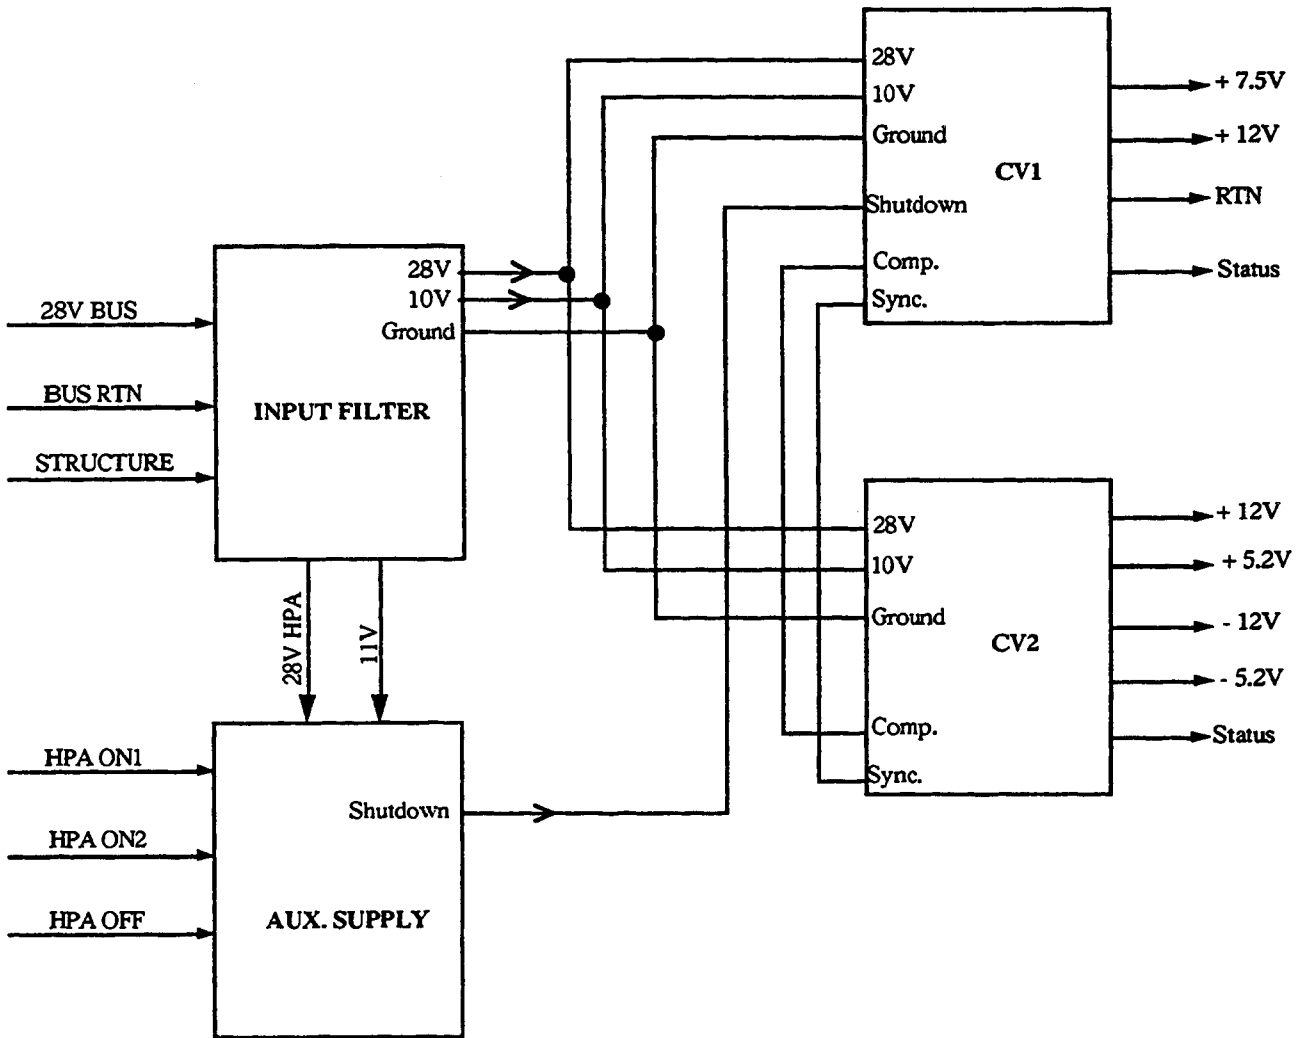 28V BUS
BUS RTN
STRUCTURE
28V
10V
Ground
INPUT FILTER
28V HPA
11V
HPA ON1
HPA ON2
HPA OFF
Shutdown
AUX. SUPPLY
28V
10V
Ground
Shutdown
Comp.
Sync.
CV1
+ 7.5V
+ 12V
RTN
Status
28V
10V
Ground
Comp.
Sync.
CV2
+ 12V
+ 5.2V
- 12V
- 5.2V
Status